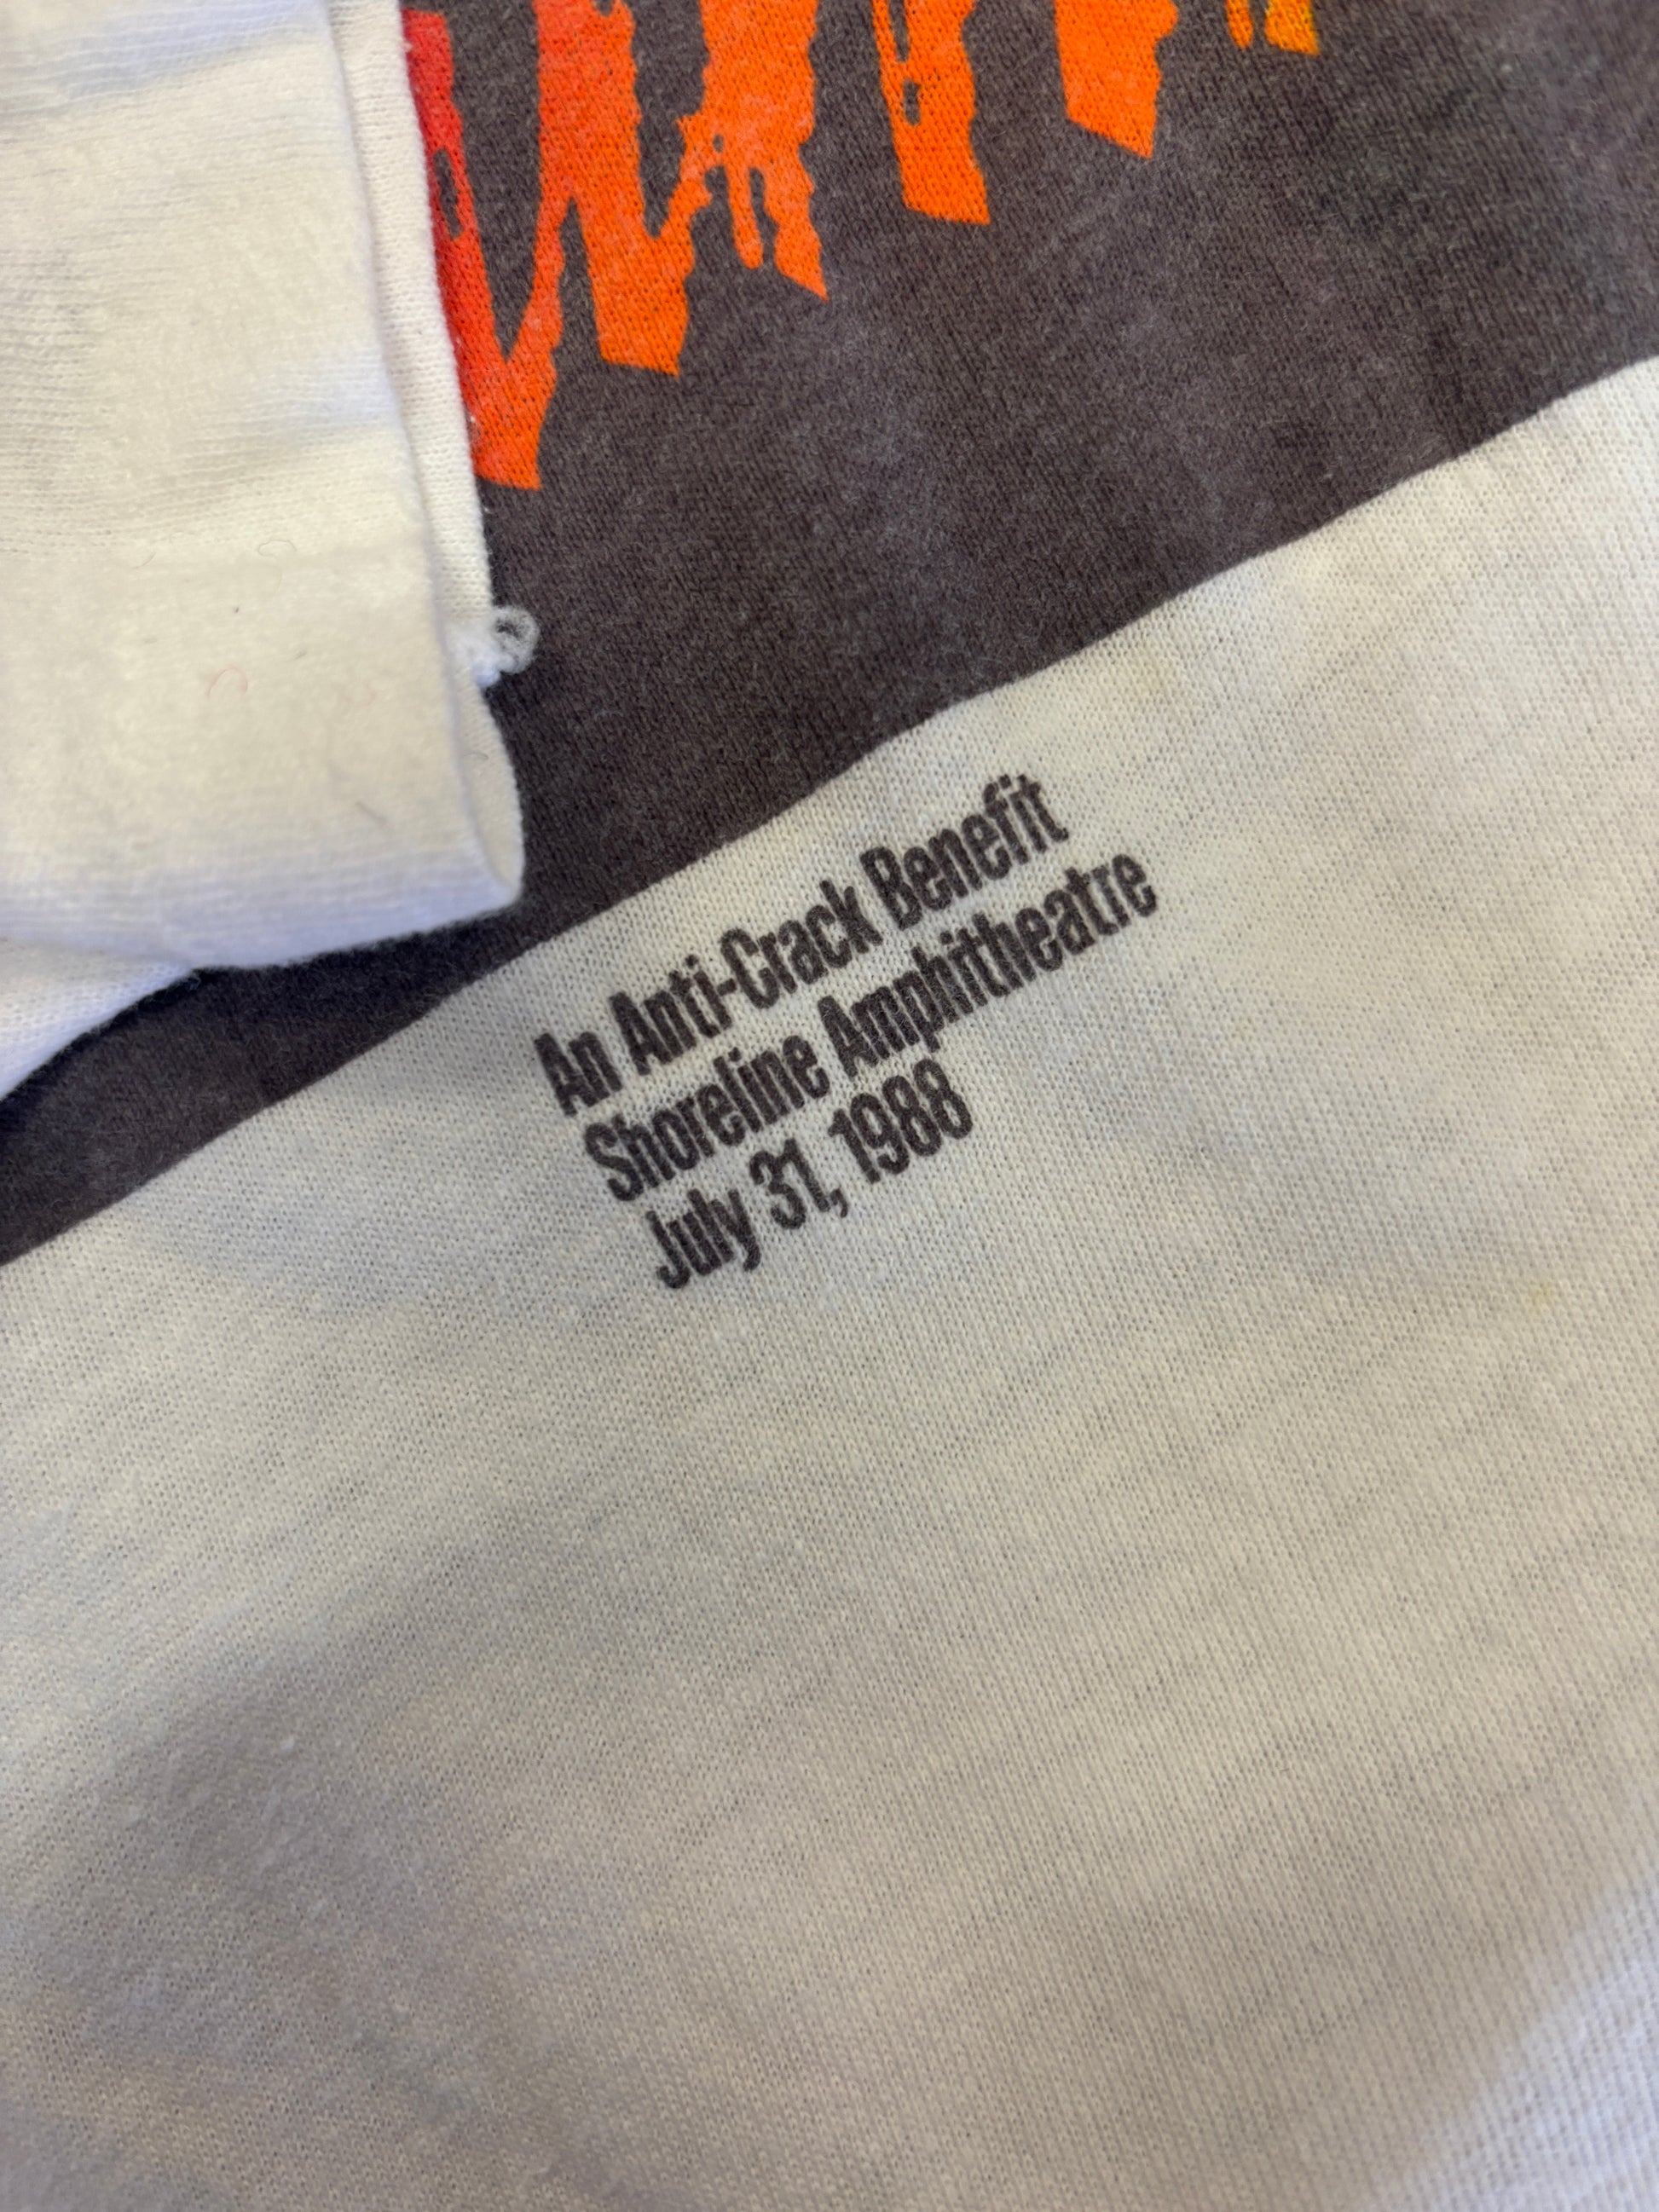 An Anti-Crack Benefit
Shoreline Amphitheatre
July 31, 1988